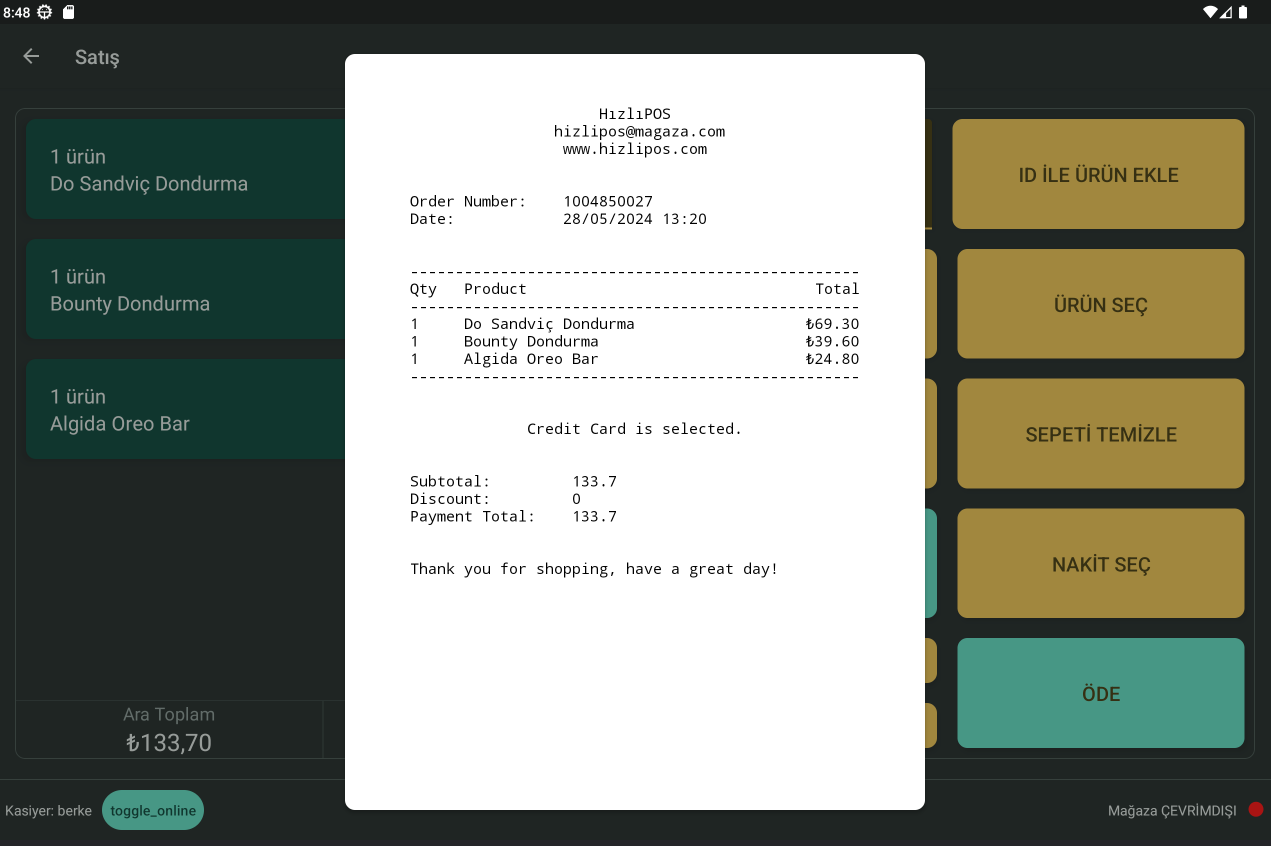 8:48
Satış
1 ürün
Do Sandviç Dondurma
1 ürün
Bounty Dondurma
1 ürün
Algida Oreo Bar
Ara Toplam
₺133,70
HızlıPOS
hizlipos@magaza.com
www.hizlipos.com
Order Number: 1004850027
Date: 28/05/2024 13:20
--------------------------------------------------
Qty Product Total
--------------------------------------------------
1 Do Sandviç Dondurma ₺69.30
1 Bounty Dondurma ₺39.60
1 Algida Oreo Bar ₺24.80
--------------------------------------------------
Credit Card is selected.
Subtotal: 133.7
Discount: 0
Payment Total: 133.7
Thank you for shopping, have a great day!
ID İLE ÜRÜN EKLE
ÜRÜN SEÇ
SEPETİ TEMİZLE
NAKİT SEÇ
ÖDE
Kasiyer: berke toggle_online
Mağaza ÇEVRİMDIŞI